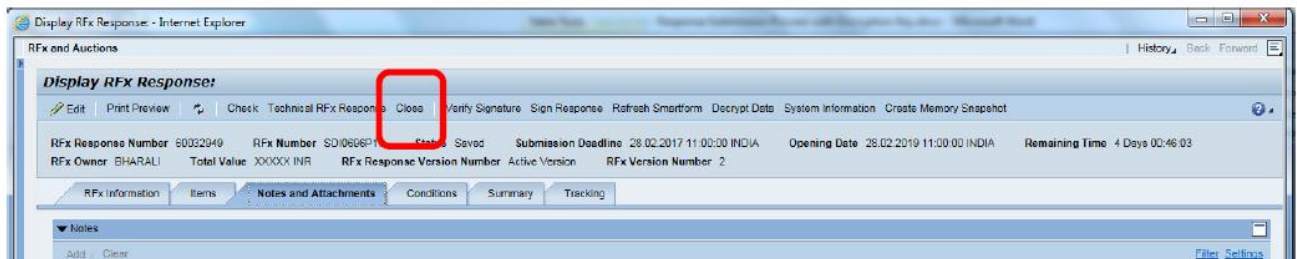 Display RFx Response: - Internet Explorer
RFx and Auctions | History Back Forward
Display RFx Response:
Edit | Print Preview | Check Technical RFx Response Close | Verify Signature Sign Response Refresh Smartform Decrypt Data System Information Create Memory Snapshot
RFx Response Number 60032949 RFx Number Status Saved Submission Deadline 28.02.2017 11:00:00 INDIA Opening Date 28.02.2019 11:00:00 INDIA Remaining Time 4 Days 00:46:03
RFx Owner BHARALI Total Value XXXXX INR RFx Response Version Number Active Version RFx Version Number 2
RFx Information Items Notes and Attachments Conditions Summary Tracking
Notes
Add Clear Filter Settings